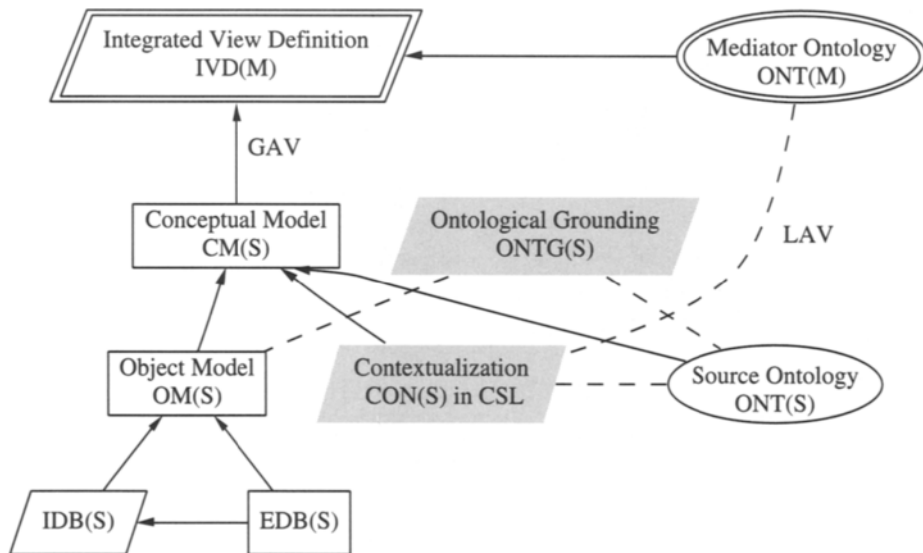 Integrated View Definition
IVD(M)
Mediator Ontology
ONT(M)
GAV
Conceptual Model
CM(S)
Ontological Grounding
ONTG(S)
LAV
Object Model
OM(S)
Contextualization
CON(S) in CSL
Source Ontology
ONT(S)
IDB(S)
EDB(S)